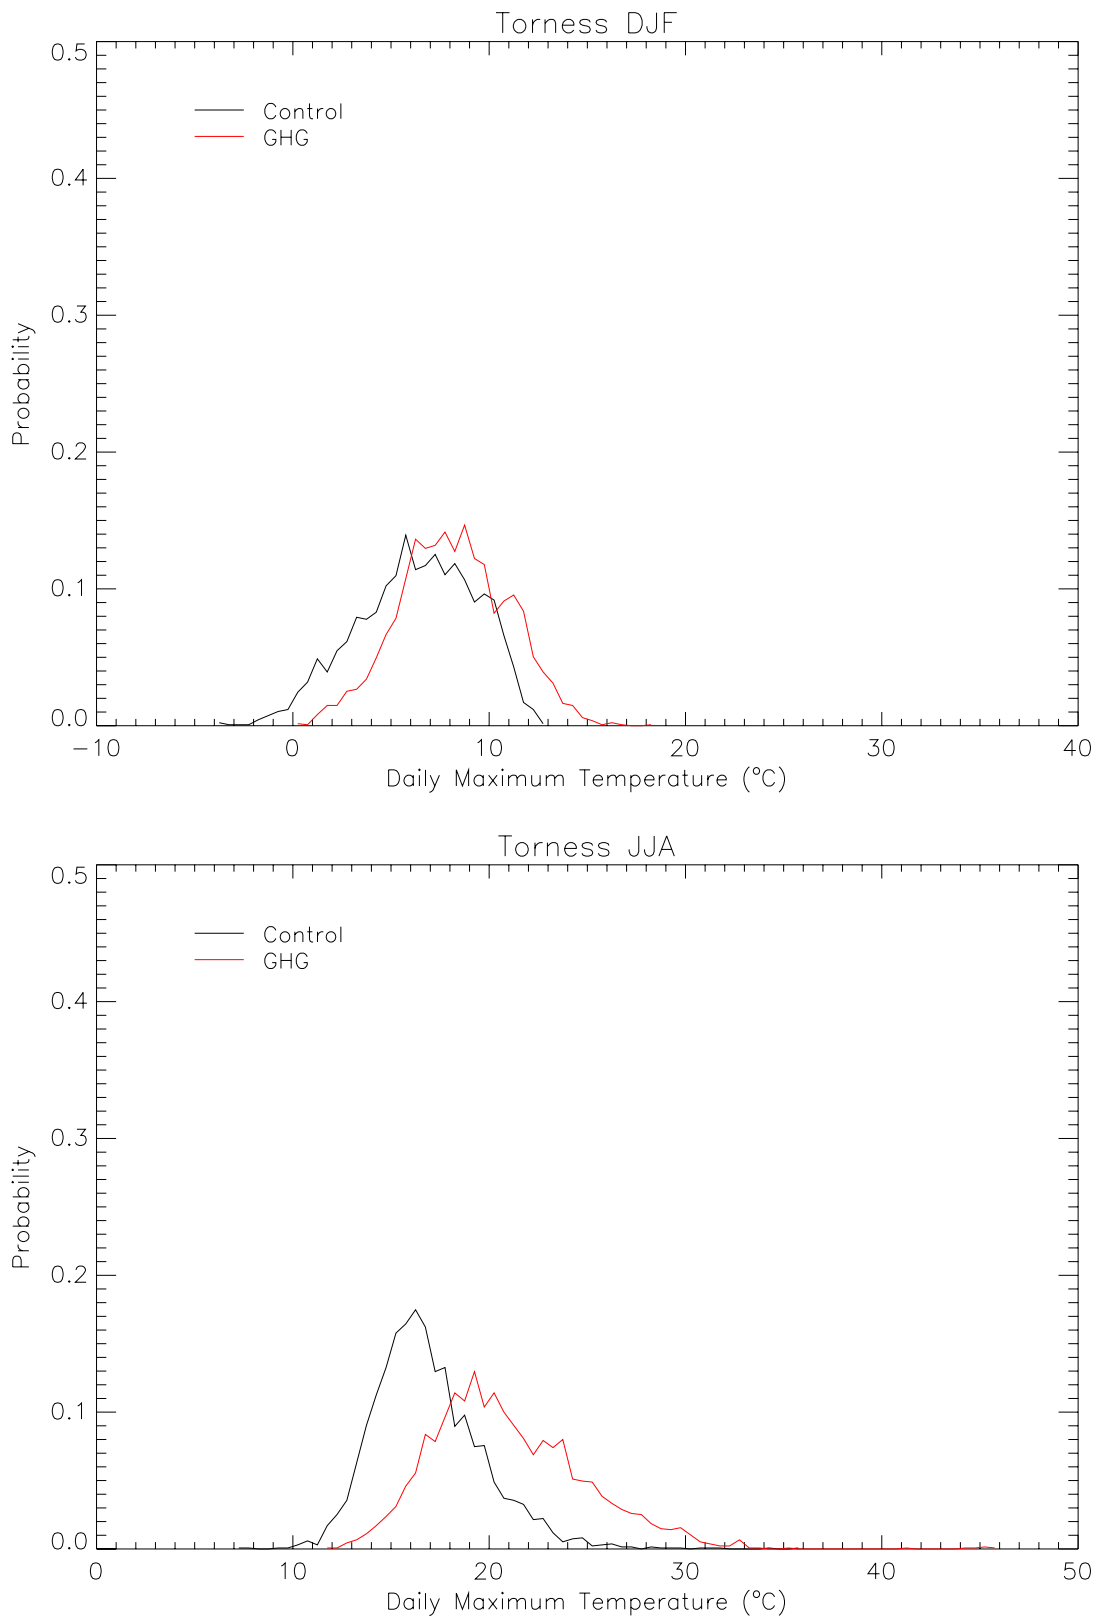 Torness DJF
0.5
Control
GHG
0.4
0.3
0.2
0.1
0.0
Probability
−10 0 10 20 30 40
Daily Maximum Temperature (°C)
Torness JJA
0.5
Control
GHG
0.4
0.3
0.2
0.1
0.0
Probability
0 10 20 30 40 50
Daily Maximum Temperature (°C)